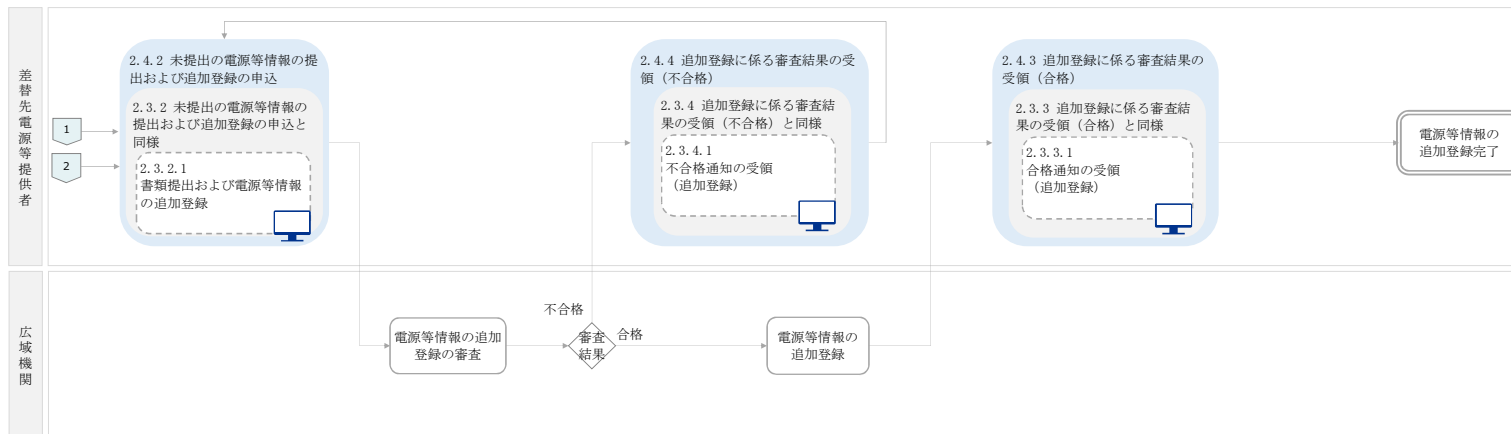 差替先電源等提供者
1
2
2.4.2 未提出の電源等情報の提
出および追加登録の申込
2.3.2 未提出の電源等情報の
提出および追加登録の申込と
同様
2.3.2.1
書類提出および電源等情報
の追加登録
2.4.4 追加登録に係る審査結果の受
領（不合格）
2.3.4 追加登録に係る審査結
果の受領（不合格）と同様
2.3.4.1
不合格通知の受領
（追加登録）
2.4.3 追加登録に係る審査結果の
受領（合格）
2.3.3 追加登録に係る審査結
果の受領（合格）と同様
2.3.3.1
合格通知の受領
（追加登録）
電源等情報の
追加登録完了
広域機関
電源等情報の追加
登録の審査
不合格
審査
結果
合格
電源等情報の
追加登録